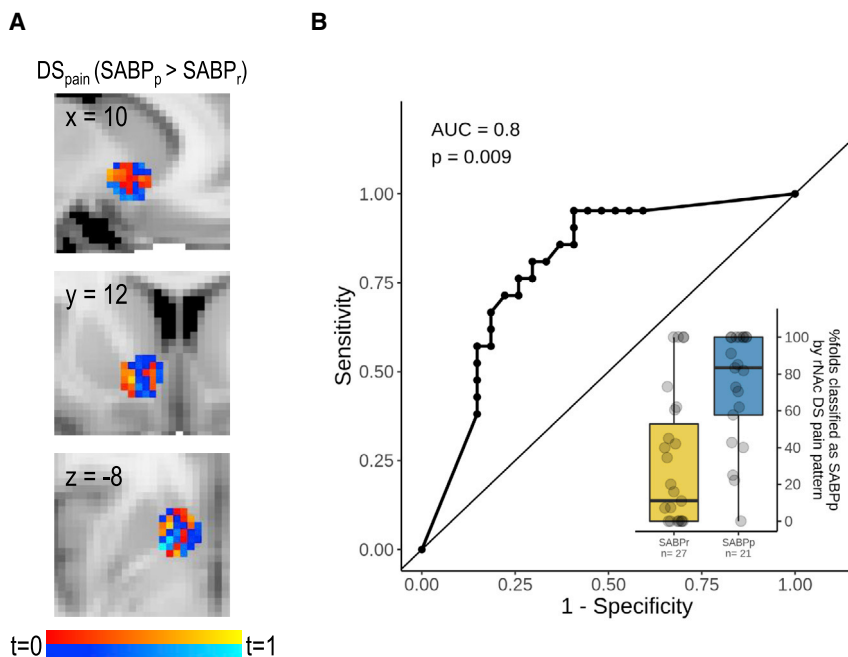 A
DSpain (SABPp > SABPr)
x = 10
y = 12
z = -8
t=0
t=1
B
AUC = 0.8
p = 0.009
Sensitivity
1.00
0.75
0.50
0.25
0.00
0.00
0.25
0.50
0.75
1.00
1 - Specificity
100
80
60
40
20
0
%folds classified as SABPp
by rNAc DS pain pattern
SABPr
n= 27
SABPp
n= 21